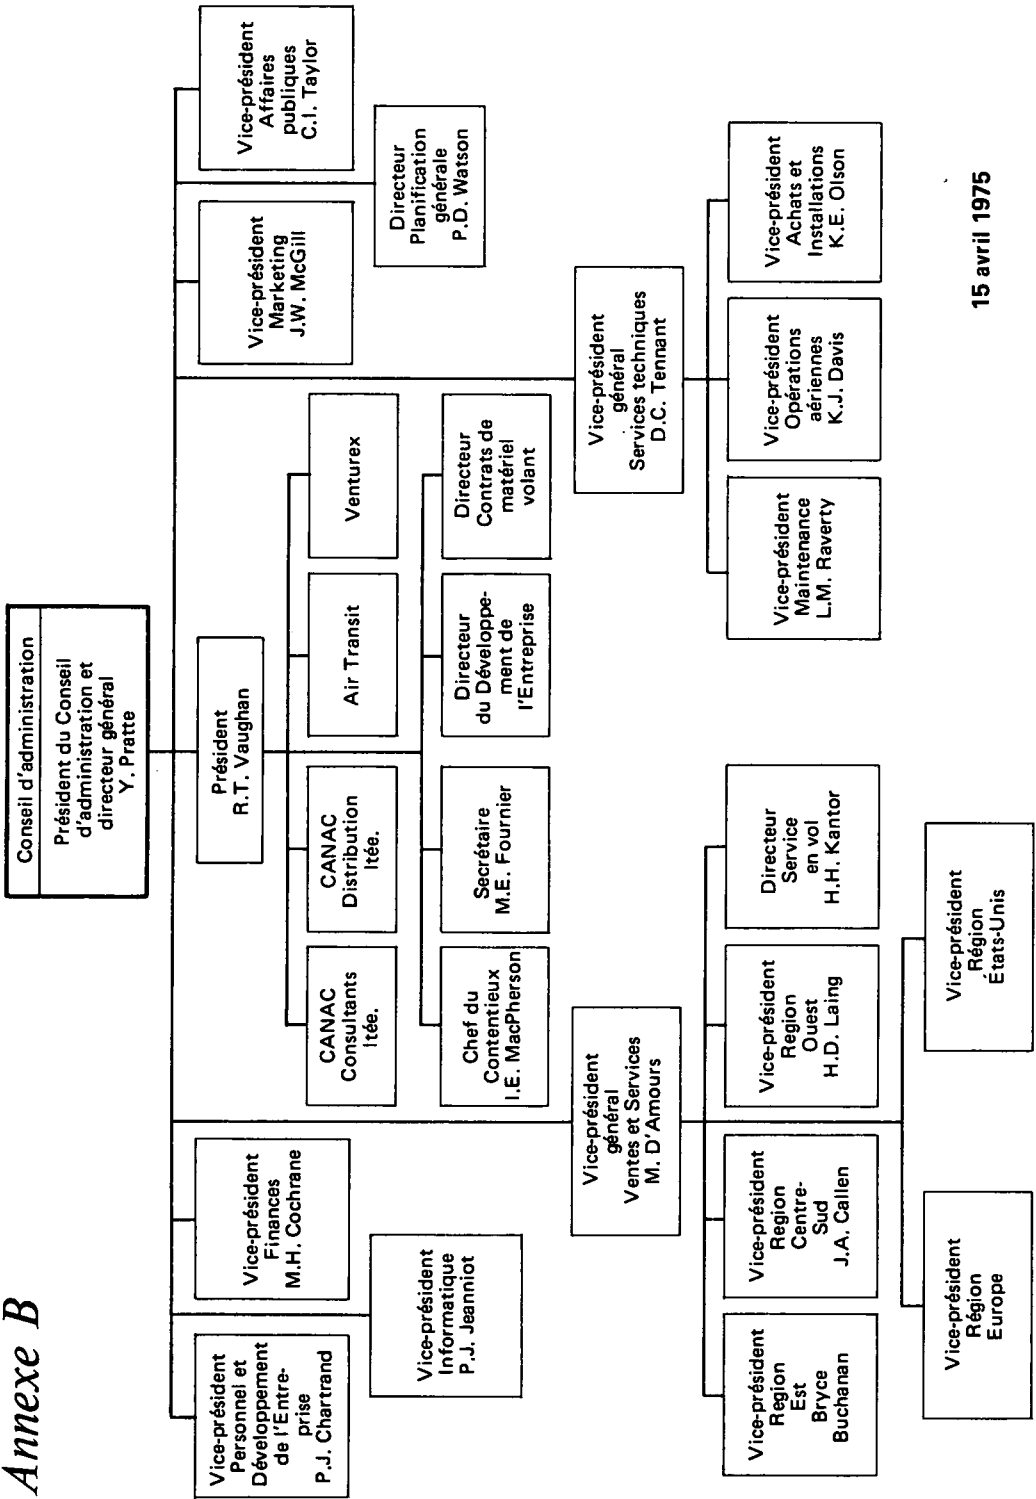 Annexe B
Conseil d'administration
Président du Conseil
d'administration et
directeur général
Y. Pratte
Vice-président
Personnel et
Développement
de l'Entre-
prise
P.J. Chartrand
Vice-président
Finances
M.H. Cochrane
Président
R.T. Vaughan
Vice-président
Marketing
J.W. McGill
Vice-président
Affaires
publiques
C.I. Taylor
Vice-président
Informatique
P.J. Jeanniot
Directeur
Planification
générale
P.D. Watson
CANAC
Consultants
ltée.
CANAC
Distribution
ltée.
Air Transit
Venturex
Chef du
Contentieux
I.E. MacPherson
Secrétaire
M.E. Fournier
Directeur
du Développe-
ment de
l'Entreprise
Directeur
Contrats de
matériel
volant
Vice-président
général
Ventes et Services
M. D'Amours
Vice-président
général
Services techniques
D.C. Tennant
Vice-président
Region
Est
Bryce
Buchanan
Vice-président
Region
Centre-
Sud
J.A. Callen
Vice-président
Region
Ouest
H.D. Laing
Directeur
Service
en vol
H.H. Kantor
Vice-président
Maintenance
L.M. Raverty
Vice-président
Opérations
aériennes
K.J. Davis
Vice-président
Achats et
Installations
K.E. Olson
Vice-président
Région
Europe
Vice-président
Région
États-Unis
15 avril 1975